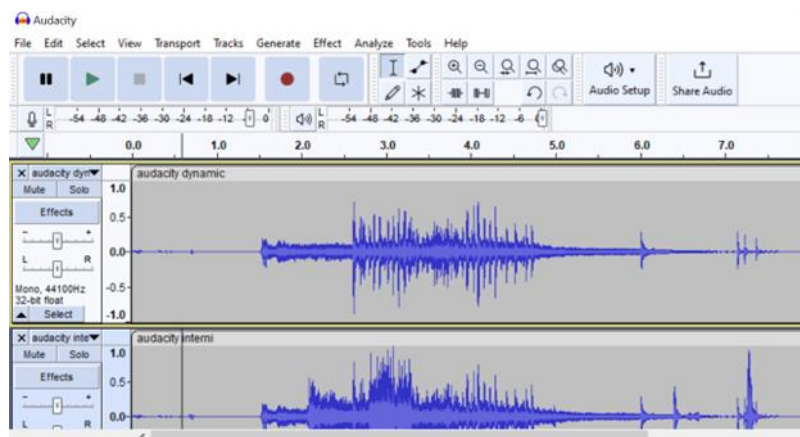 Audacity
File Edit Select View Transport Tracks Generate Effect Analyze Tools Help
Audio Setup
Share Audio
L
R
-54 -48 -42 -36 -30 -24 -18 -12 0
L
R
-54 -48 -42 -36 -30 -24 -18 -12 -6
0.0 1.0 2.0 3.0 4.0 5.0 6.0 7.0
audacity dyn
audacity dynamic
Mute Solo
Effects
- +
L R
Mono, 44100Hz
32-bit float
Select
1.0
0.5
0.0
-0.5
-1.0
audacity inte
audacity interni
Mute Solo
Effects
- +
L R
1.0
0.5
0.0